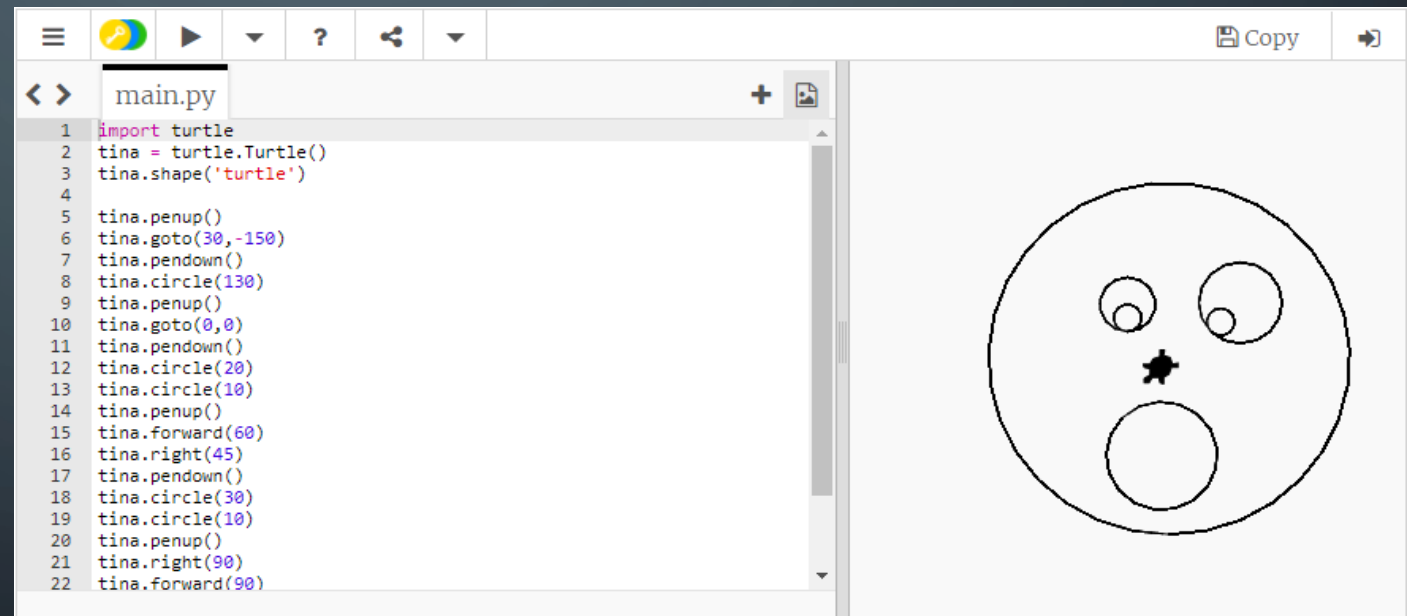 ? Copy
main.py
1 import turtle
2 tina = turtle.Turtle()
3 tina.shape('turtle')
4
5 tina.penup()
6 tina.goto(30,-150)
7 tina.pendown()
8 tina.circle(130)
9 tina.penup()
10 tina.goto(0,0)
11 tina.pendown()
12 tina.circle(20)
13 tina.circle(10)
14 tina.penup()
15 tina.forward(60)
16 tina.right(45)
17 tina.pendown()
18 tina.circle(30)
19 tina.circle(10)
20 tina.penup()
21 tina.right(90)
22 tina.forward(90)